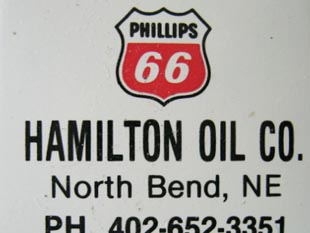 PHILLIPS
66
HAMILTON OIL CO.
North Bend, NE
PH. 402-652-3351